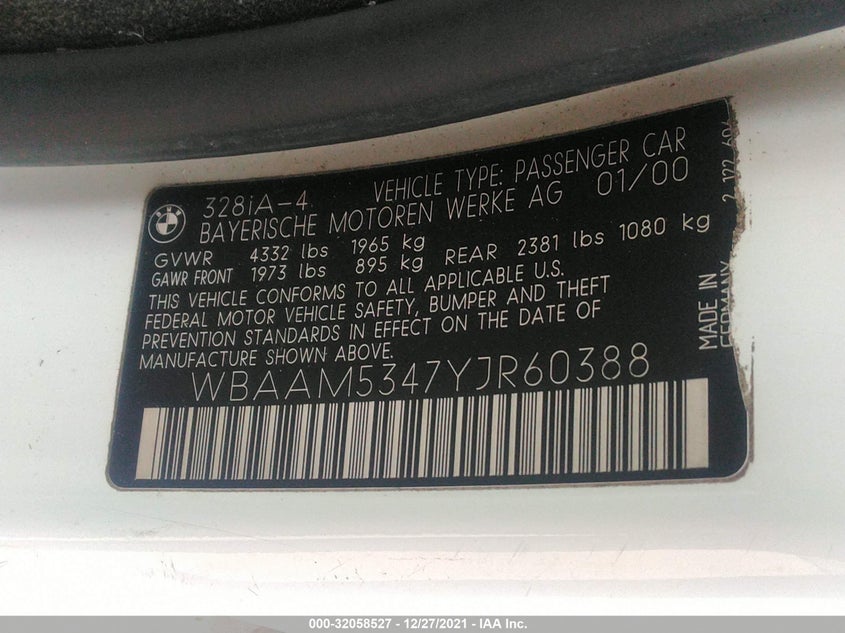 328iA-4 VEHICLE TYPE: PASSENGER CAR
BAYERISCHE MOTOREN WERKE AG 01/00
GVWR 4332 lbs 1965 kg
GAWR FRONT 1973 lbs 895 kg REAR 2381 lbs 1080 kg
THIS VEHICLE CONFORMS TO ALL APPLICABLE U.S.
FEDERAL MOTOR VEHICLE SAFETY, BUMPER AND THEFT
PREVENTION STANDARDS IN EFFECT ON THE DATE OF
MANUFACTURE SHOWN ABOVE.
WBAAM5347YJR60388
MADE IN
GERMANY
000-32058527 - 12/27/2021 - IAA Inc.